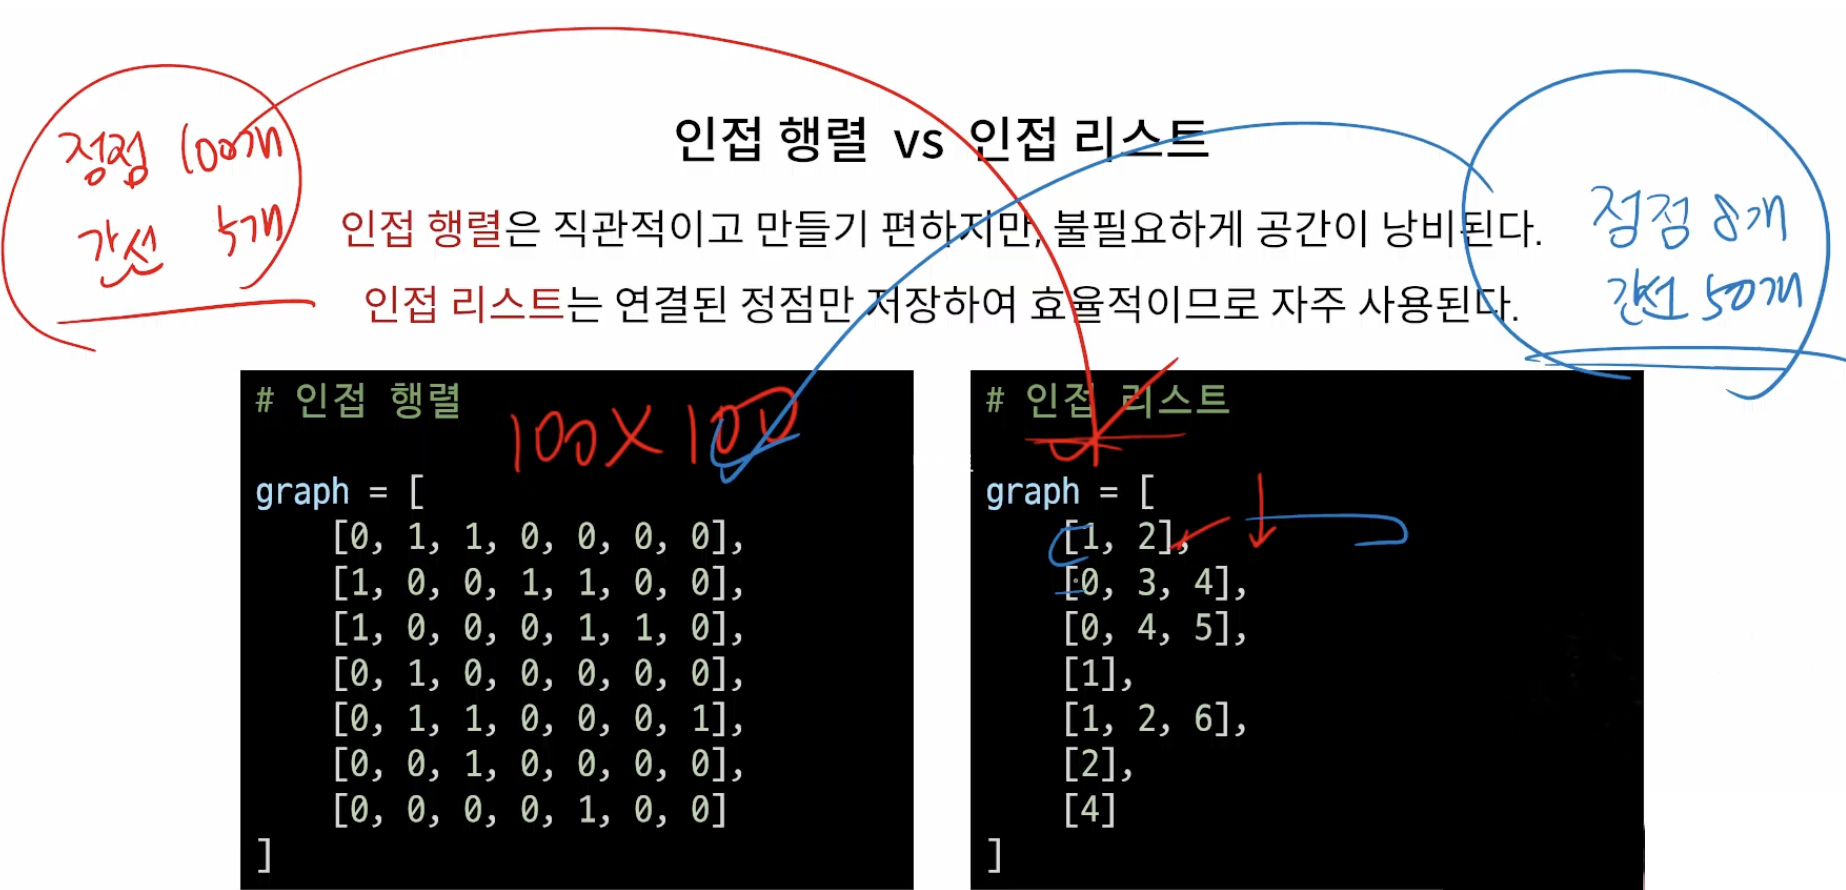 인접 행렬 vs 인접 리스트
정점 100개
간선 5개
인접 행렬은 직관적이고 만들기 편하지만, 불필요하게 공간이 낭비된다.
인접 리스트는 연결된 정점만 저장하여 효율적이므로 자주 사용된다.
정점 8개
간선 50개
# 인접 행렬
100 X 100
graph = [
[0, 1, 1, 0, 0, 0, 0],
[1, 0, 0, 1, 1, 0, 0],
[1, 0, 0, 0, 1, 1, 0],
[0, 1, 0, 0, 0, 0, 0],
[0, 1, 1, 0, 0, 0, 1],
[0, 0, 1, 0, 0, 0, 0],
[0, 0, 0, 0, 1, 0, 0]
]
# 인접 리스트
graph = [
[1, 2],
[0, 3, 4],
[0, 4, 5],
[1],
[1, 2, 6],
[2],
[4]
]